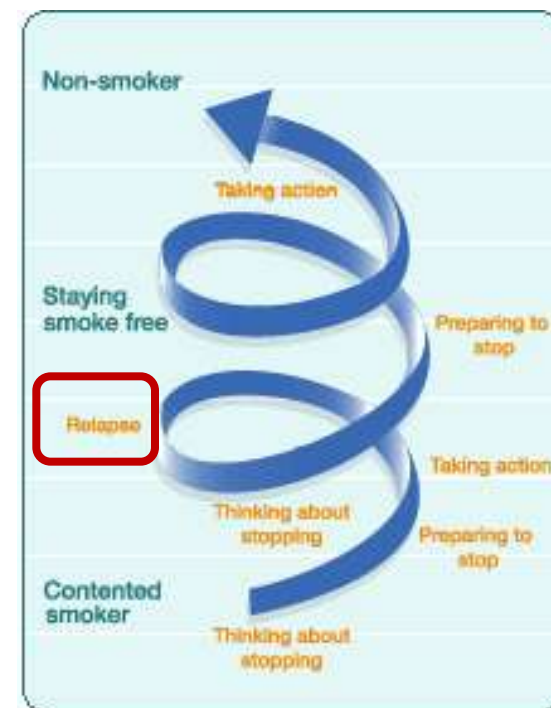 Non-smoker
Taking action
Staying
smoke free
Preparing to
stop
Relapse
Taking action
Thinking about
stopping
Preparing to
stop
Contented
smoker
Thinking about
stopping